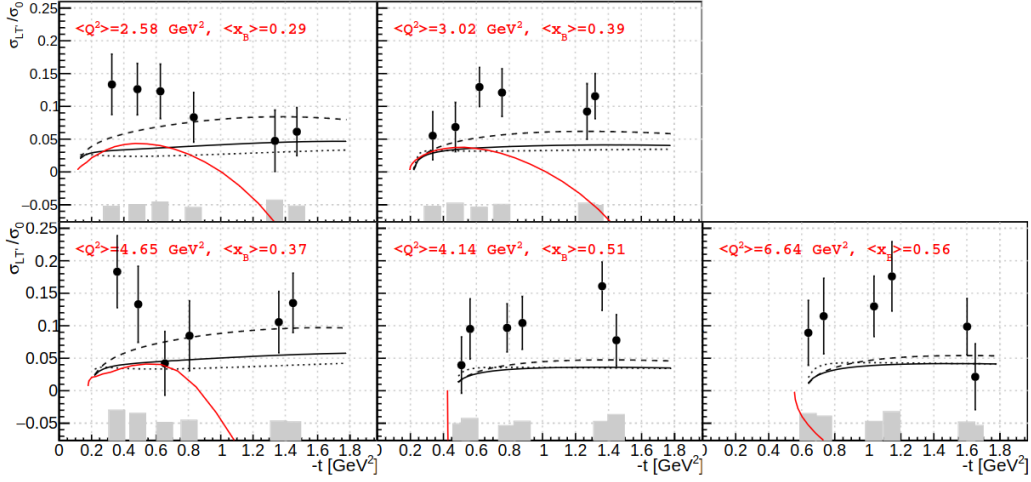 σ_LT'/σ_0
0.25
0.2
0.15
0.1
0.05
0
−0.05
<Q²>=2.58 GeV², <x_B>=0.29
<Q²>=3.02 GeV², <x_B>=0.39
σ_LT'/σ_0
0.25
0.2
0.15
0.1
0.05
0
−0.05
<Q²>=4.65 GeV², <x_B>=0.37
<Q²>=4.14 GeV², <x_B>=0.51
<Q²>=6.64 GeV², <x_B>=0.56
0 0.2 0.4 0.6 0.8 1 1.2 1.4 1.6 1.8
0 0.2 0.4 0.6 0.8 1 1.2 1.4 1.6 1.8
0 0.2 0.4 0.6 0.8 1 1.2 1.4 1.6 1.8 2
-t [GeV²]
-t [GeV²]
-t [GeV²]